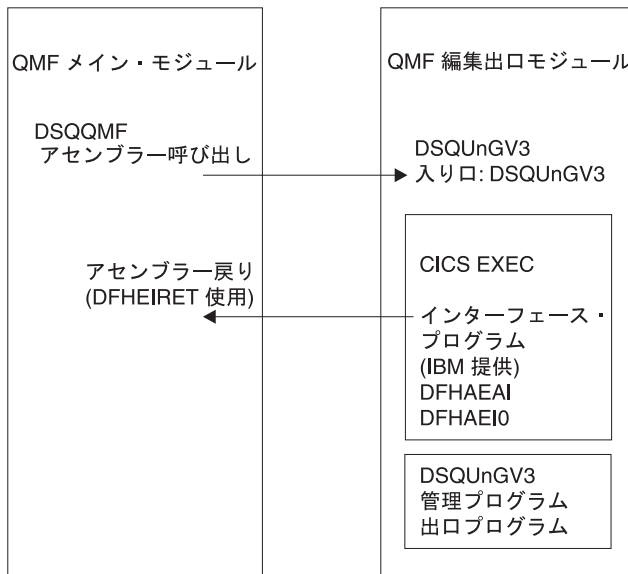 QMF メイン・モジュール
DSQQMF
アセンブラー呼び出し
アセンブラー戻り
(DFHEIRET 使用)
QMF 編集出口モジュール
DSQUnGV3
入り口: DSQUnGV3
CICS EXEC
インターフェース・
プログラム
(IBM 提供)
DFHAEAI
DFHAEI0
DSQUnGV3
管理プログラム
出口プログラム